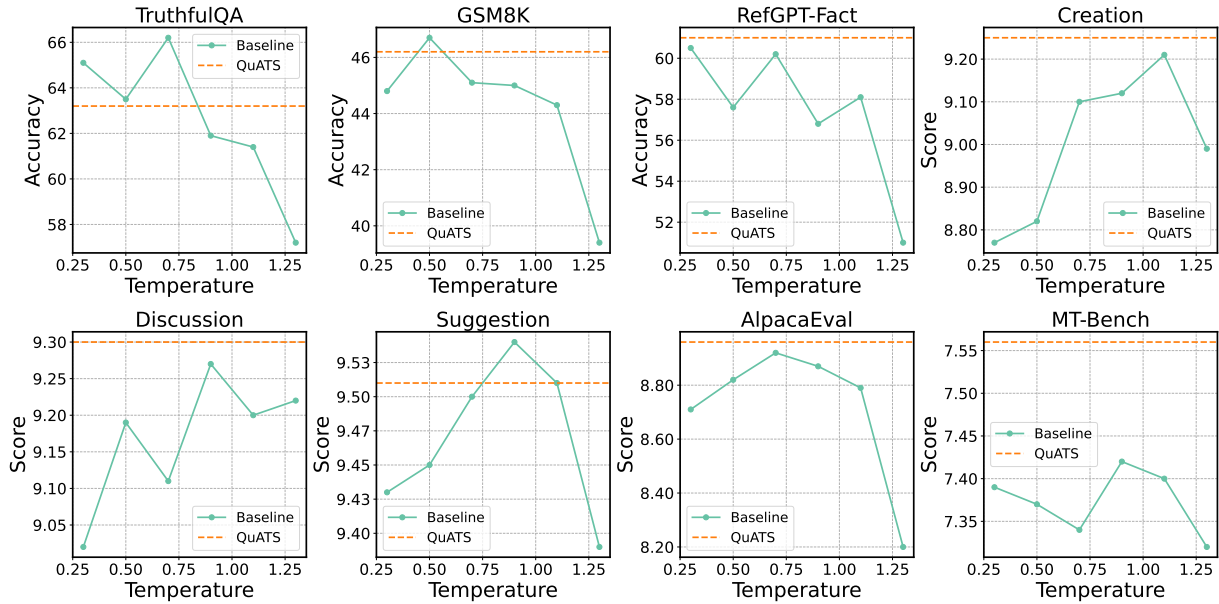 TruthfulQA
Accuracy
66
64
62
60
58
Baseline
QuATS
0.25 0.50 0.75 1.00 1.25
Temperature
GSM8K
Accuracy
46
44
42
40
Baseline
QuATS
0.25 0.50 0.75 1.00 1.25
Temperature
RefGPT-Fact
Accuracy
60
58
56
54
52
Baseline
QuATS
0.25 0.50 0.75 1.00 1.25
Temperature
Creation
Score
9.20
9.10
9.00
8.90
8.80
Baseline
QuATS
0.25 0.50 0.75 1.00 1.25
Temperature
Discussion
Score
9.30
9.25
9.20
9.15
9.10
9.05
Baseline
QuATS
0.25 0.50 0.75 1.00 1.25
Temperature
Suggestion
Score
9.53
9.50
9.47
9.45
9.43
9.40
Baseline
QuATS
0.25 0.50 0.75 1.00 1.25
Temperature
AlpacaEval
Score
8.80
8.60
8.40
8.20
Baseline
QuATS
0.25 0.50 0.75 1.00 1.25
Temperature
MT-Bench
Score
7.55
7.50
7.45
7.40
7.35
Baseline
QuATS
0.25 0.50 0.75 1.00 1.25
Temperature